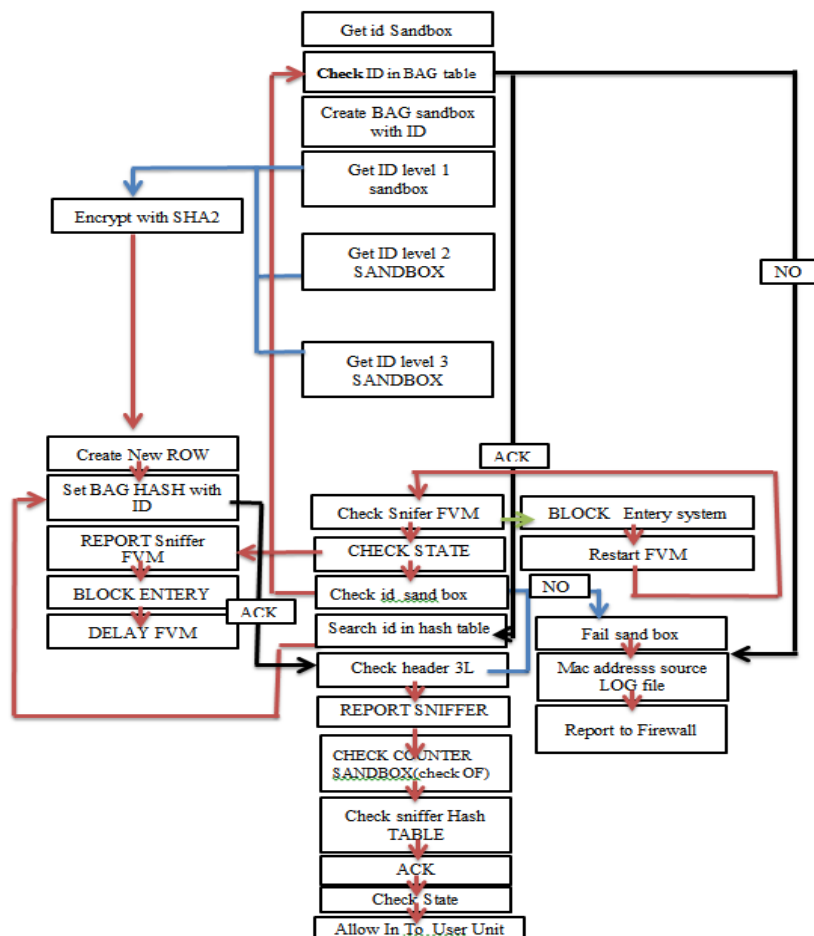 Get id Sandbox
Check ID in BAG table
Create BAG sandbox
with ID
Get ID level 1
sandbox
Encrypt with SHA2
Get ID level 2
SANDBOX
NO
Get ID level 3
SANDBOX
Create New ROW
ACK
Set BAG HASH with
ID
Check Snifer FVM
BLOCK Entery system
REPORT Sniffer
FVM
CHECK STATE
Restart FVM
BLOCK ENTERY
Check id sand box
NO
ACK
DELAY FVM
Search id in hash table
Fail sand box
Check header 3L
Mac addresss source
LOG file
REPORT SNIFFER
Report to Firewall
CHECK COUNTER
SANDBOX(check OF)
Check sniffer Hash
TABLE
ACK
Check State
Allow In To User Unit